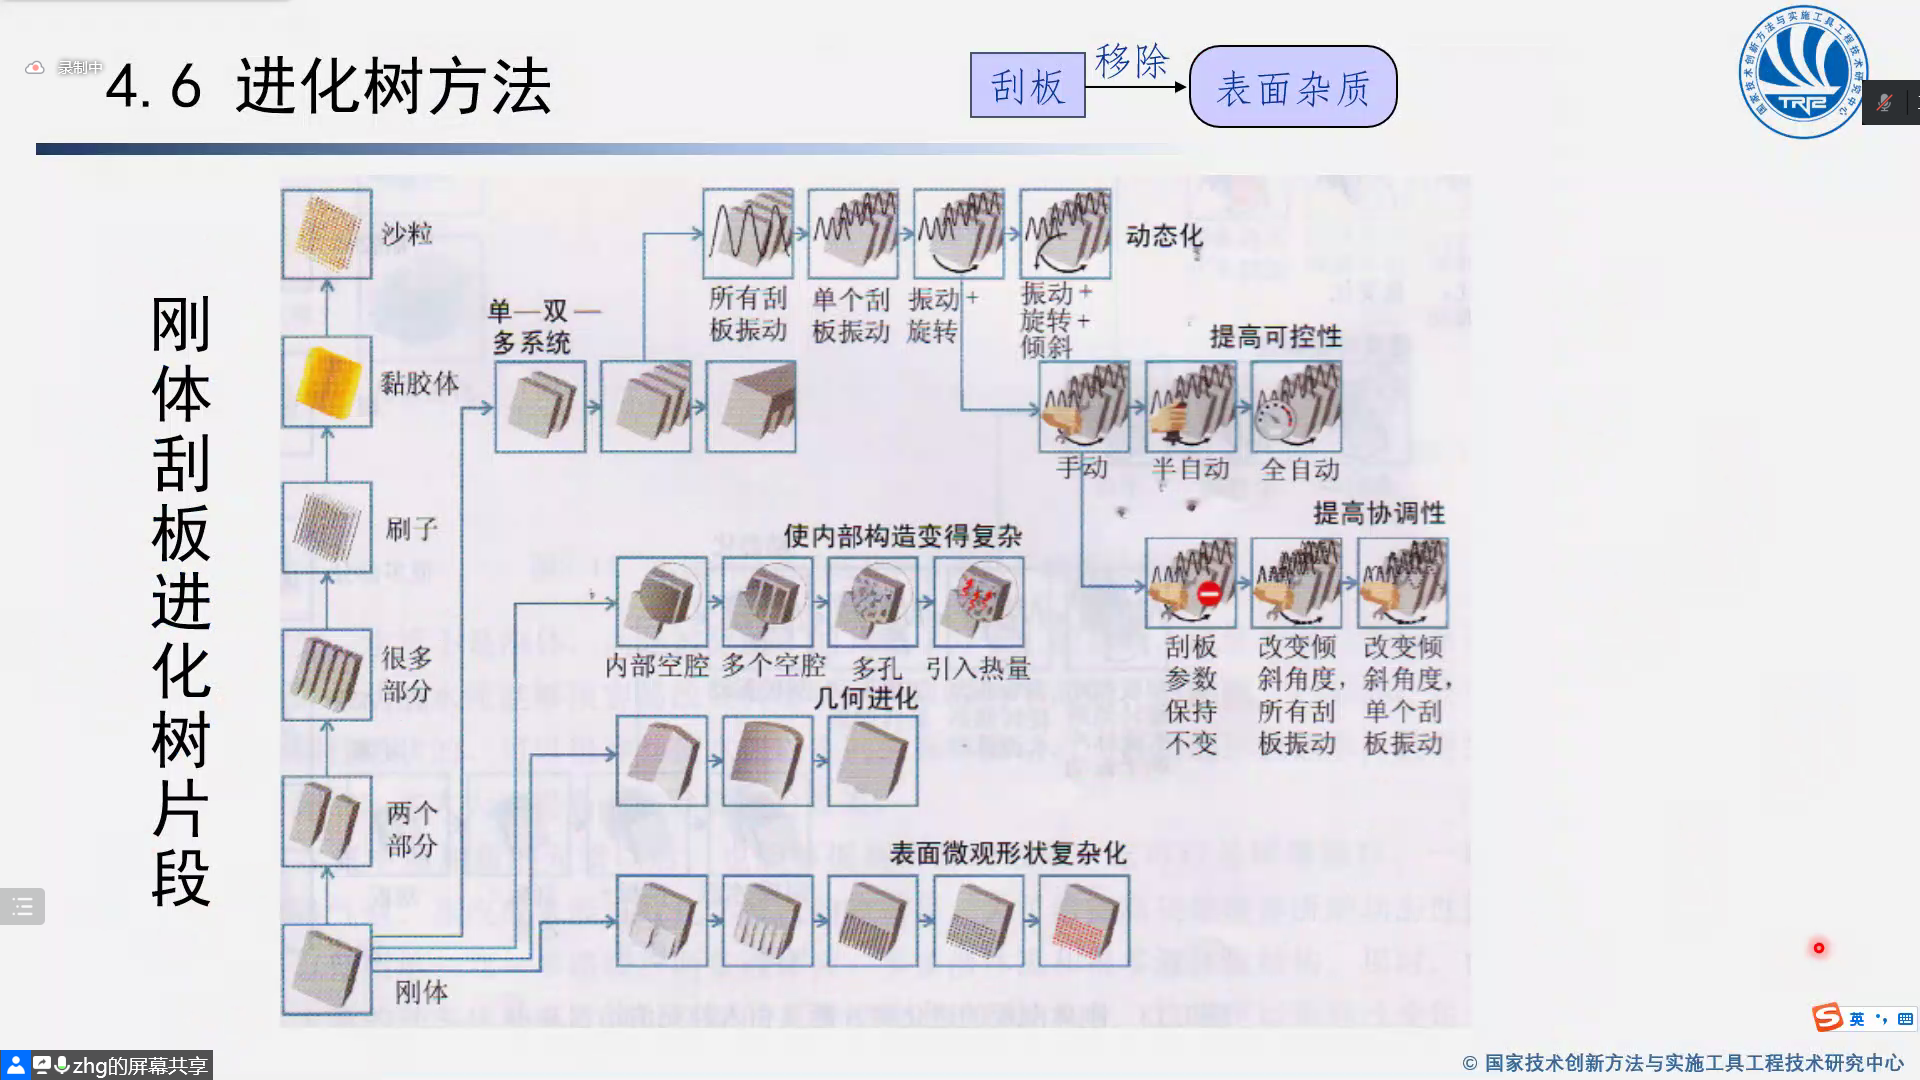 录制中
4.6 进化树方法
刮板
移除
表面杂质
国家技术创新方法与实施工具工程技术研究中心
TRIZ
刚体刮板进化树片段
沙粒
黏胶体
刷子
很多
部分
两个
部分
刚体
单—双—
多系统
所有刮
板振动
单个刮
板振动
振动+
旋转
振动+
旋转+
倾斜
动态化
提高可控性
手动
半自动
全自动
提高协调性
刮板
参数
保持
不变
改变倾
斜角度,
所有刮
板振动
改变倾
斜角度,
单个刮
板振动
使内部构造变得复杂
内部空腔
多个空腔
多孔
引入热量
几何进化
表面微观形状复杂化
英
zhg的屏幕共享
© 国家技术创新方法与实施工具工程技术研究中心